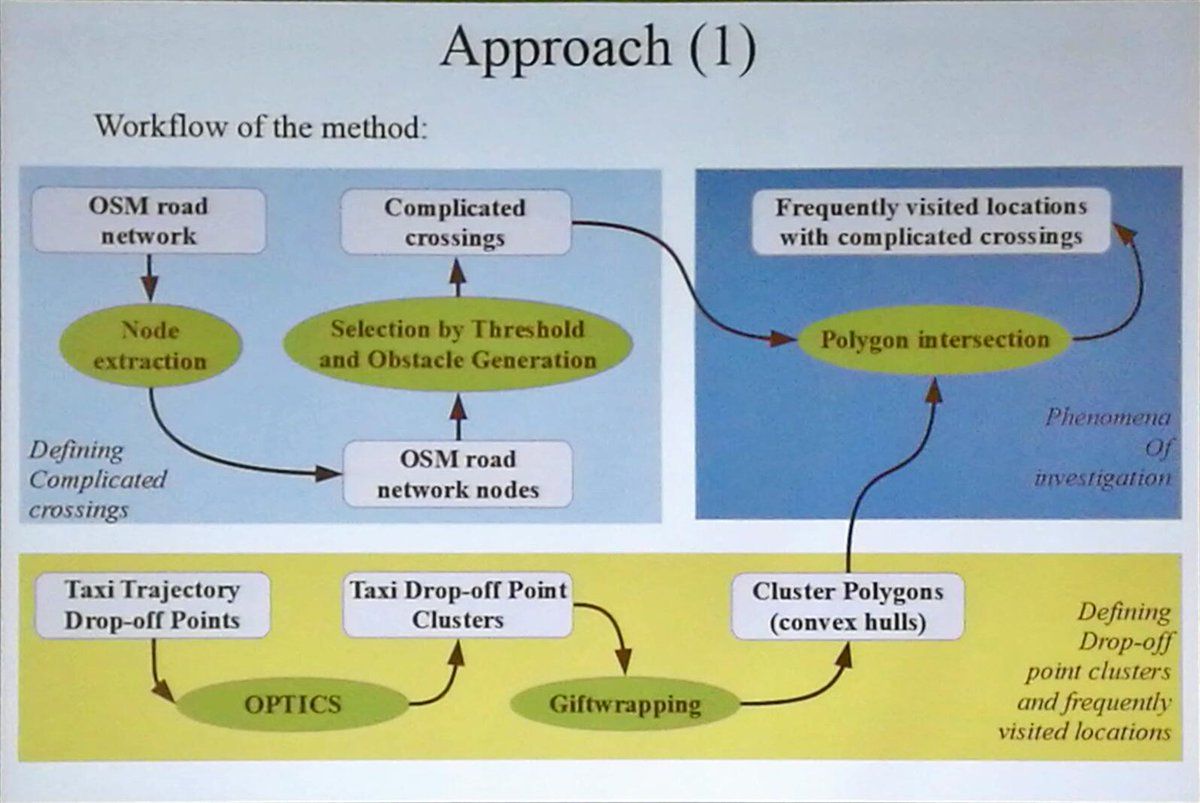 Approach (1)
Workflow of the method:
OSM road
network
Complicated
crossings
Node
extraction
Selection by Threshold
and Obstacle Generation
OSM road
network nodes
Defining
Complicated
crossings
Frequently visited locations
with complicated crossings
Polygon intersection
Phenomena
Of
investigation
Taxi Trajectory
Drop-off Points
Taxi Drop-off Point
Clusters
Cluster Polygons
(convex hulls)
OPTICS
Giftwrapping
Defining
Drop-off
point clusters
and frequently
visited locations